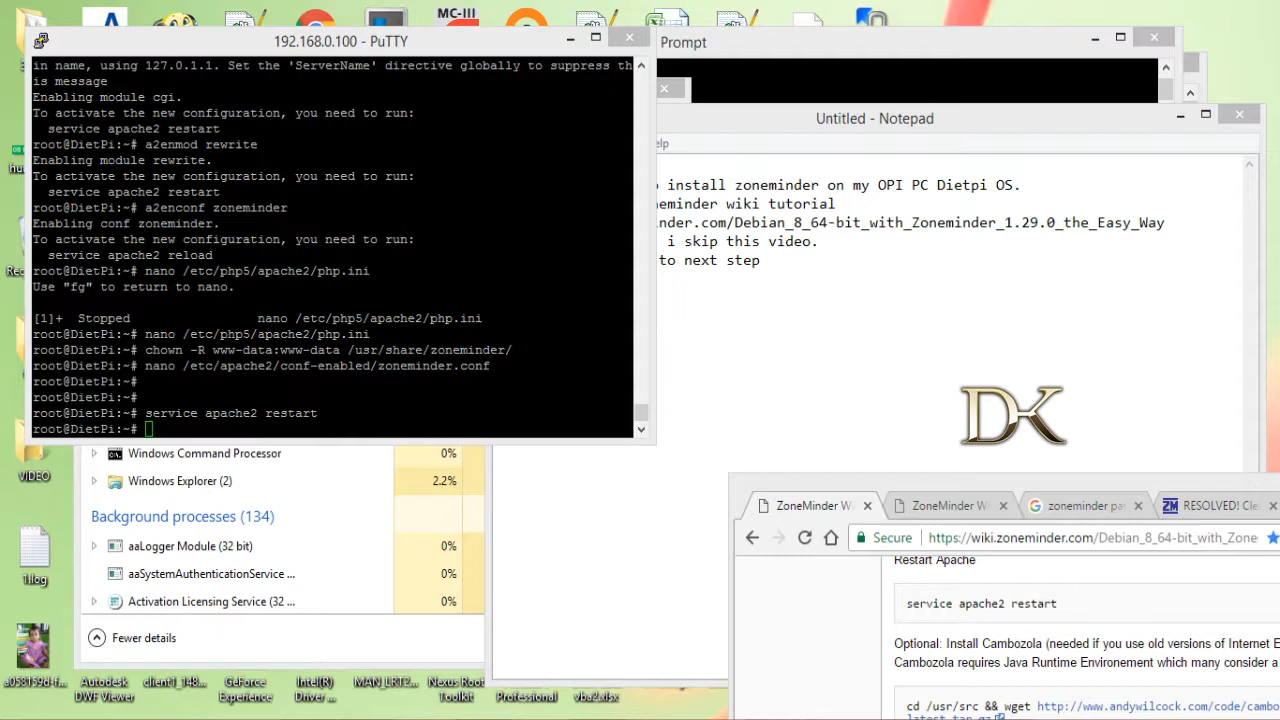 MC-III
192.168.0.100 - PuTTY
in name, using 127.0.1.1. Set the 'ServerName' directive globally to suppress th
is message
Enabling module cgi.
To activate the new configuration, you need to run:
service apache2 restart
root@DietPi:~# a2enmod rewrite
Enabling module rewrite.
To activate the new configuration, you need to run:
service apache2 restart
root@DietPi:~# a2enconf zoneminder
Enabling conf zoneminder.
To activate the new configuration, you need to run:
service apache2 reload
root@DietPi:~# nano /etc/php5/apache2/php.ini
Use "fg" to return to nano.
[1]+ Stopped nano /etc/php5/apache2/php.ini
root@DietPi:~# nano /etc/php5/apache2/php.ini
root@DietPi:~# chown -R www-data:www-data /usr/share/zoneminder/
root@DietPi:~# nano /etc/apache2/conf-enabled/zoneminder.conf
root@DietPi:~#
root@DietPi:~#
root@DietPi:~# service apache2 restart
root@DietPi:~#
Prompt
Untitled - Notepad
elp
o install zoneminder on my OPI PC Dietpi OS.
neminder wiki tutorial
nder.com/Debian_8_64-bit_with_Zoneminder_1.29.0_the_Easy_Way
i skip this video.
to next step
DK
Windows Command Processor 0%
Windows Explorer (2) 2.2%
Background processes (134)
aaLogger Module (32 bit) 0%
aaSystemAuthenticationService ... 0%
Activation Licensing Service (32 ... 0%
Fewer details
VIDEO
1.log
a058159d-f...
Autodesk DWF Viewer
client1_148...
GeForce Experience
Intel(R) Driver ...
MAN_LRT2...
Nexus Root Toolkit
Professional
vba2.xlsx
ZoneMinder W
ZoneMinder W
zoneminder pa
RESOLVED! Cle
Secure https://wiki.zoneminder.com/Debian_8_64-bit_with_Zone
Restart Apache
service apache2 restart
Optional: Install Cambozola (needed if you use old versions of Internet E
Cambozola requires Java Runtime Environement which many consider a
cd /usr/src && wget http://www.andywilcock.com/code/cambo
latest.tar.gz